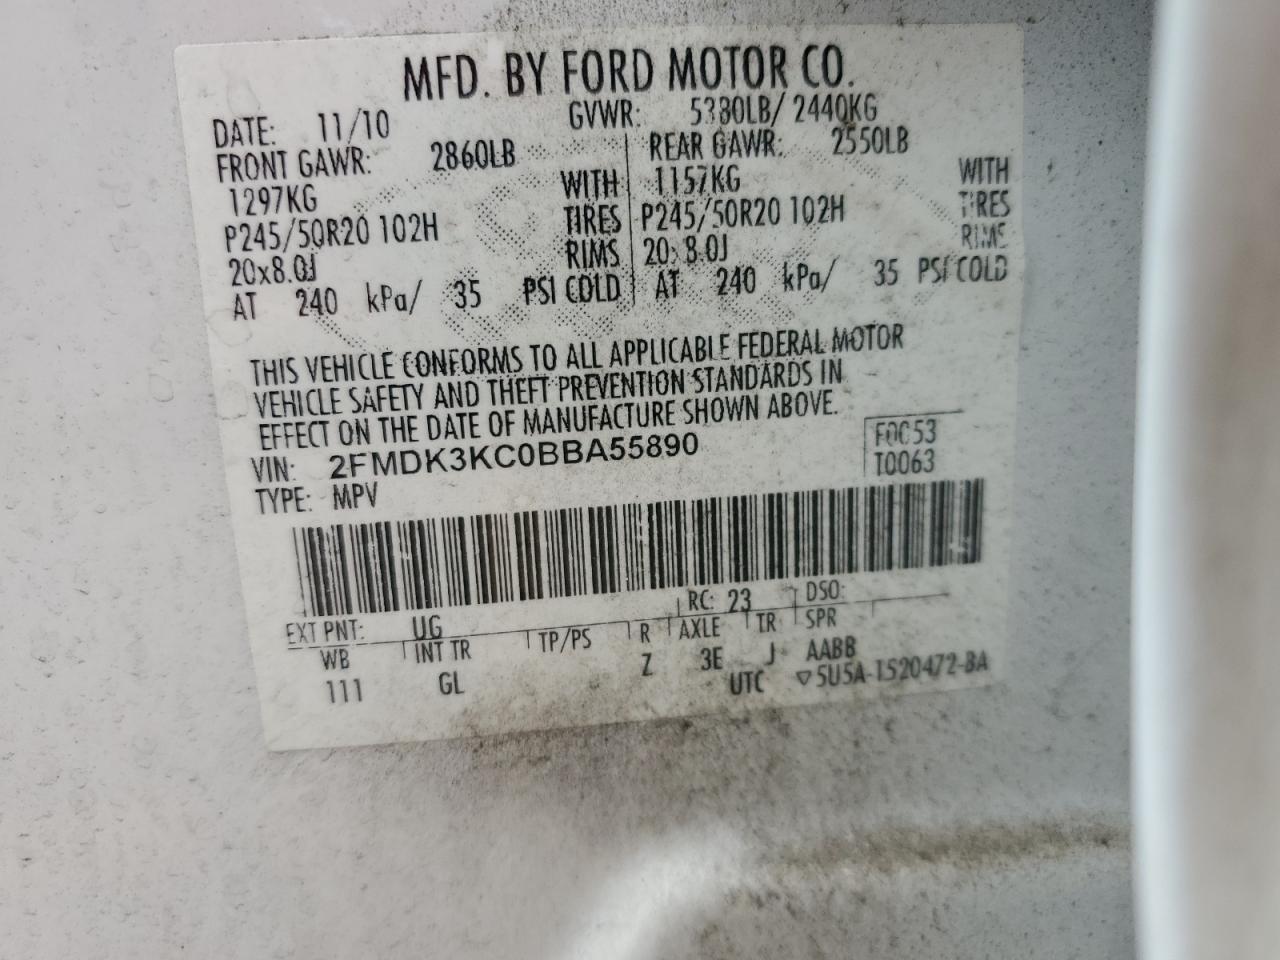 MFD. BY FORD MOTOR CO.
DATE: 11/10 GVWR: 5380LB/ 2440KG
FRONT GAWR: 2860LB REAR GAWR: 2550LB
1297KG WITH 1157KG WITH
P245/50R20 102H TIRES P245/50R20 102H TIRES
20x8.0J RIMS 20x8.0J RIMS
AT 240 kPa/ 35 PSI COLD AT 240 kPa/ 35 PSI COLD
THIS VEHICLE CONFORMS TO ALL APPLICABLE FEDERAL MOTOR
VEHICLE SAFETY AND THEFT PREVENTION STANDARDS IN
EFFECT ON THE DATE OF MANUFACTURE SHOWN ABOVE.
VIN: 2FMDK3KC0BBA55890 F0C53
TYPE: MPV T0063
EXT PNT: UG RC: 23 DSO:
WB INT TR TP/PS R AXLE TR SPR
111 GL Z 3E J AABB
UTC ▽5U5A-1520472-BA